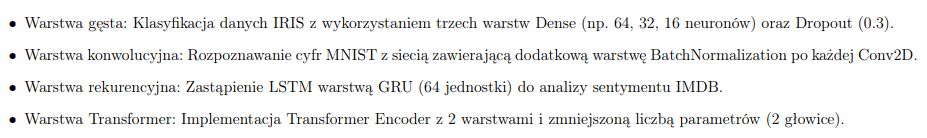 • Warstwa gęsta: Klasyfikacja danych IRIS z wykorzystaniem trzech warstw Dense (np. 64, 32, 16 neuronów) oraz Dropout (0.3).
• Warstwa konwolucyjna: Rozpoznawanie cyfr MNIST z siecią zawierającą dodatkową warstwę BatchNormalization po każdej Conv2D.
• Warstwa rekurencyjna: Zastąpienie LSTM warstwą GRU (64 jednostki) do analizy sentymentu IMDB.
• Warstwa Transformer: Implementacja Transformer Encoder z 2 warstwami i zmniejszoną liczbą parametrów (2 głowice).